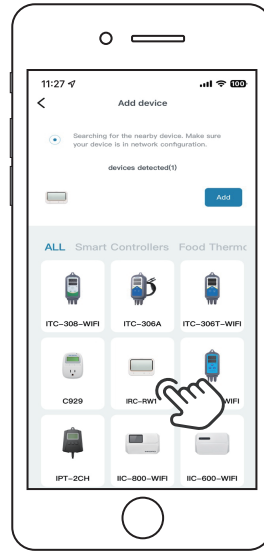 11:27
100
Add device
Searching for the nearby device. Make sure
your device is in network configuration.
devices detected(1)
Add
ALL Smart Controllers Food Thermo
ITC-308-WIFI ITC-306A ITC-306T-WIFI
C929 IRC-RW1 WIFI
IPT-2CH IIC-800-WIFI IIC-600-WIFI